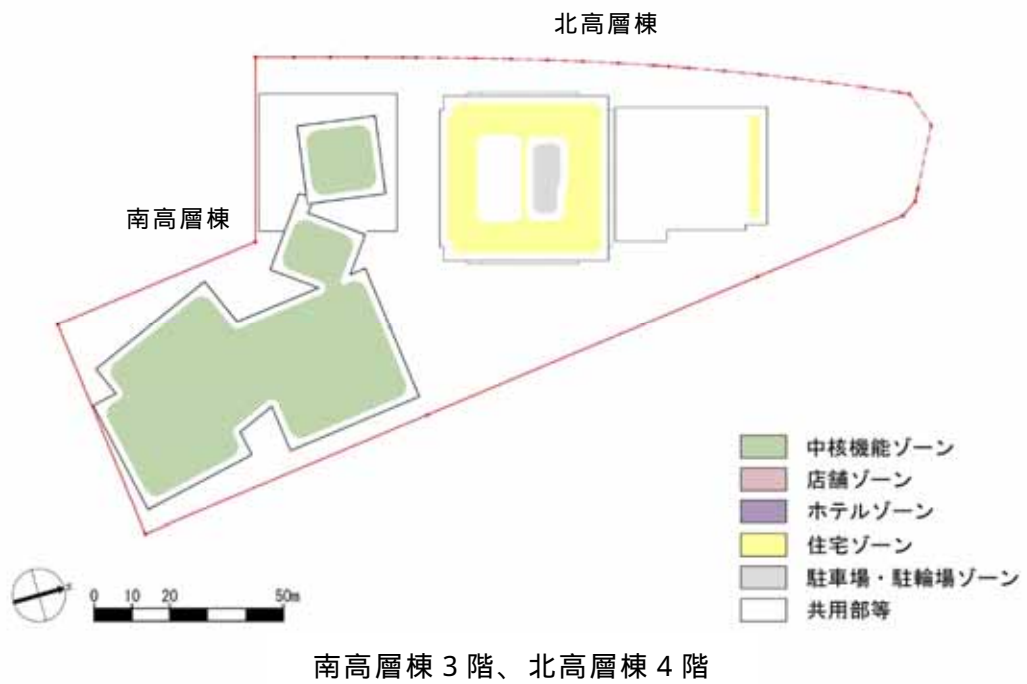 北高層棟
南高層棟
中核機能ゾーン
店舗ゾーン
ホテルゾーン
住宅ゾーン
駐車場・駐輪場ゾーン
共用部等
0 10 20 50m
南高層棟3階、北高層棟4階